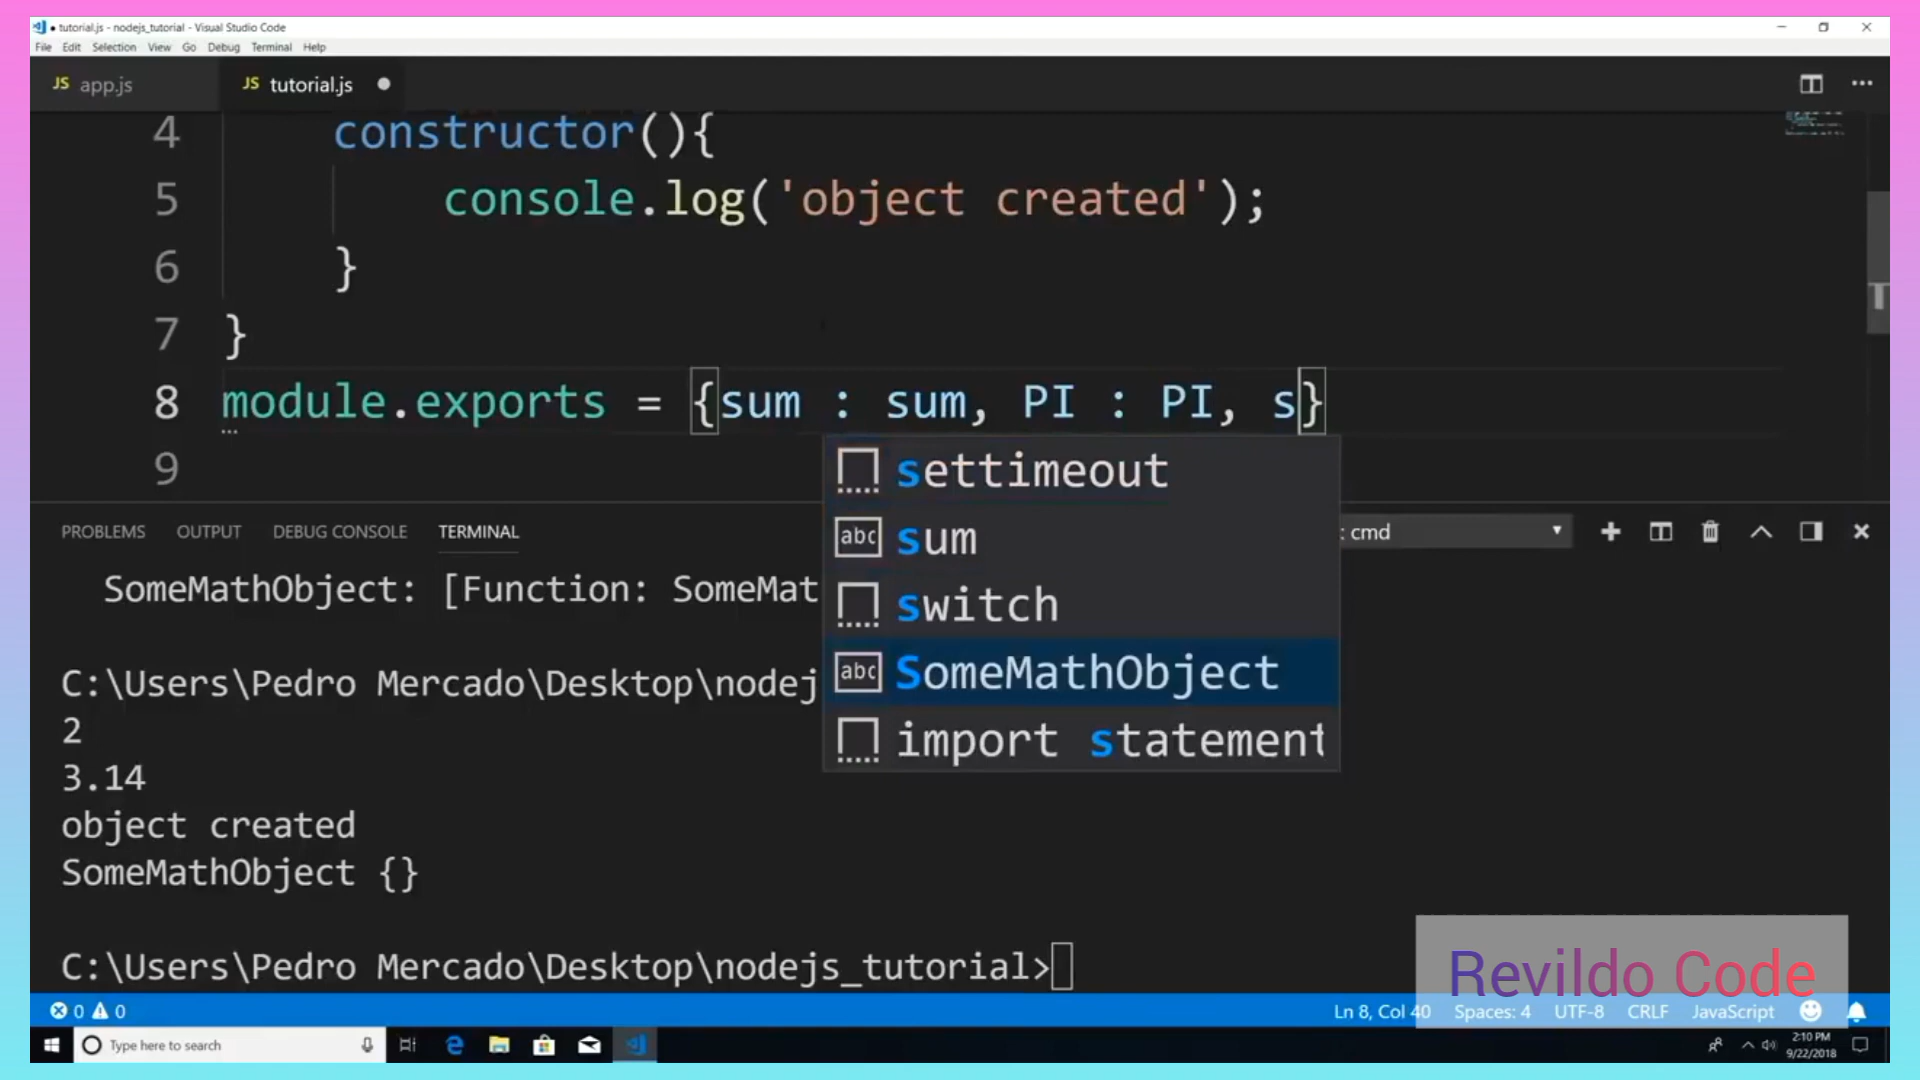 tutorial.js - nodejs_tutorial - Visual Studio Code
File Edit Selection View Go Debug Terminal Help
JS app.js JS tutorial.js
4 constructor(){
5 console.log('object created');
6 }
7 }
8 module.exports = {sum : sum, PI : PI, s}
9
settimeout
abc sum
switch
abc SomeMathObject
import statement
PROBLEMS OUTPUT DEBUG CONSOLE TERMINAL : cmd
SomeMathObject: [Function: SomeMat
C:\Users\Pedro Mercado\Desktop\nodej
2
3.14
object created
SomeMathObject {}
C:\Users\Pedro Mercado\Desktop\nodejs_tutorial>
Revildo Code
0 0 Ln 8, Col 40 Spaces: 4 UTF-8 CRLF JavaScript
Type here to search
2:10 PM
9/22/2018